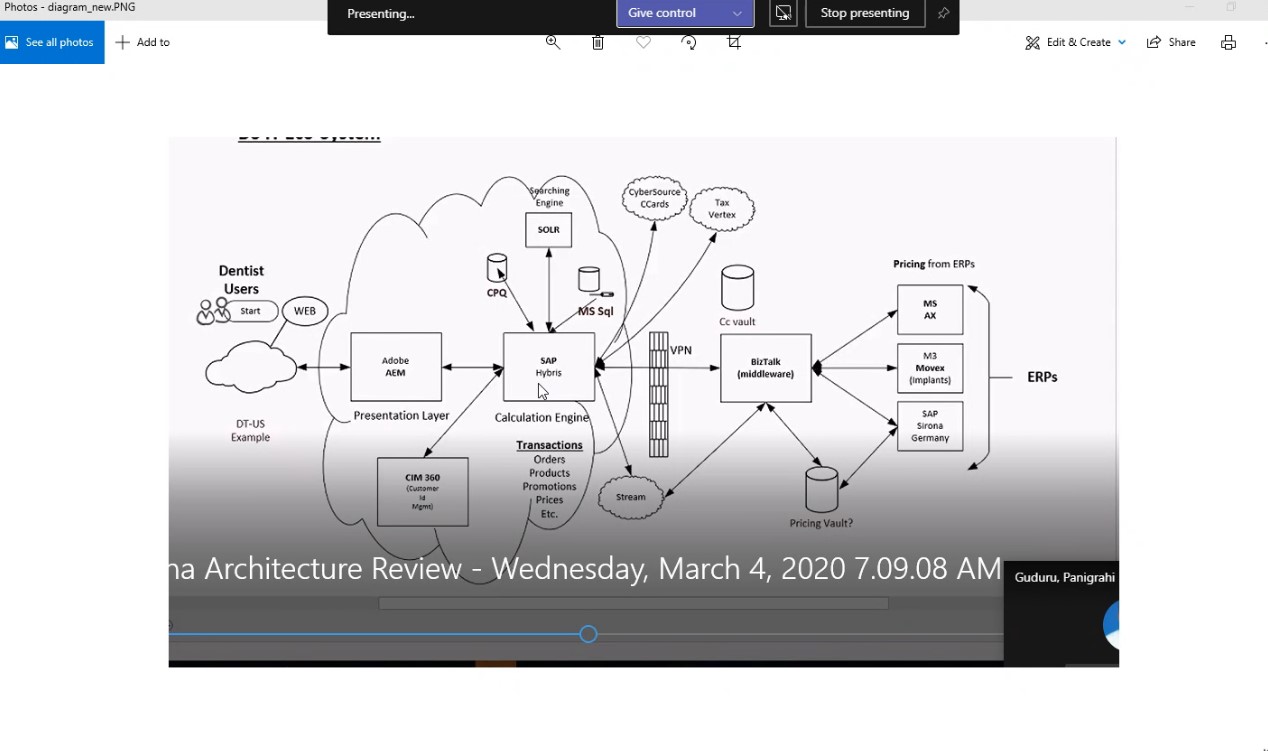 Photos - diagram_new.PNG
Presenting...
Give control
Stop presenting
See all photos
Add to
Edit & Create
Share
Searching
Engine
SOLR
CyberSource
CCards
Tax
Vertex
CPQ
MS Sql
Dentist
Users
Start
WEB
Cc vault
Pricing from ERPs
MS
AX
M3
Movex
(Implants)
SAP
Sirona
Germany
ERPs
Adobe
AEM
SAP
Hybris
VPN
BizTalk
(middleware)
Presentation Layer
Calculation Engine
DT-US
Example
Transactions
Orders
Products
Promotions
Prices
Etc.
CIM 360
(Customer
Id
Mgmt)
Stream
Pricing Vault?
na Architecture Review - Wednesday, March 4, 2020 7.09.08 AM
Guduru, Panigrahi